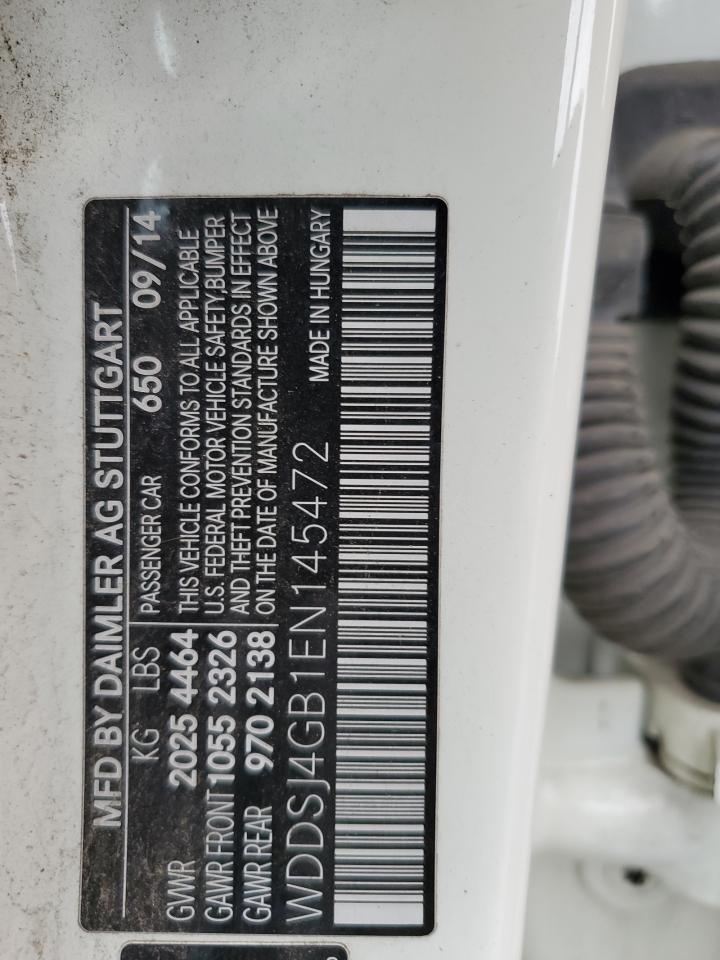 MFD BY DAIMLER AG STUTTGART
KG LBS PASSENGER CAR 650 09/14
GVWR 2025 4464
GAWR FRONT 1055 2326
GAWR REAR 970 2138
THIS VEHICLE CONFORMS TO ALL APPLICABLE
U.S. FEDERAL MOTOR VEHICLE SAFETY,BUMPER
AND THEFT PREVENTION STANDARDS IN EFFECT
ON THE DATE OF MANUFACTURE SHOWN ABOVE
WDDSJ4GB1EN145472 MADE IN HUNGARY